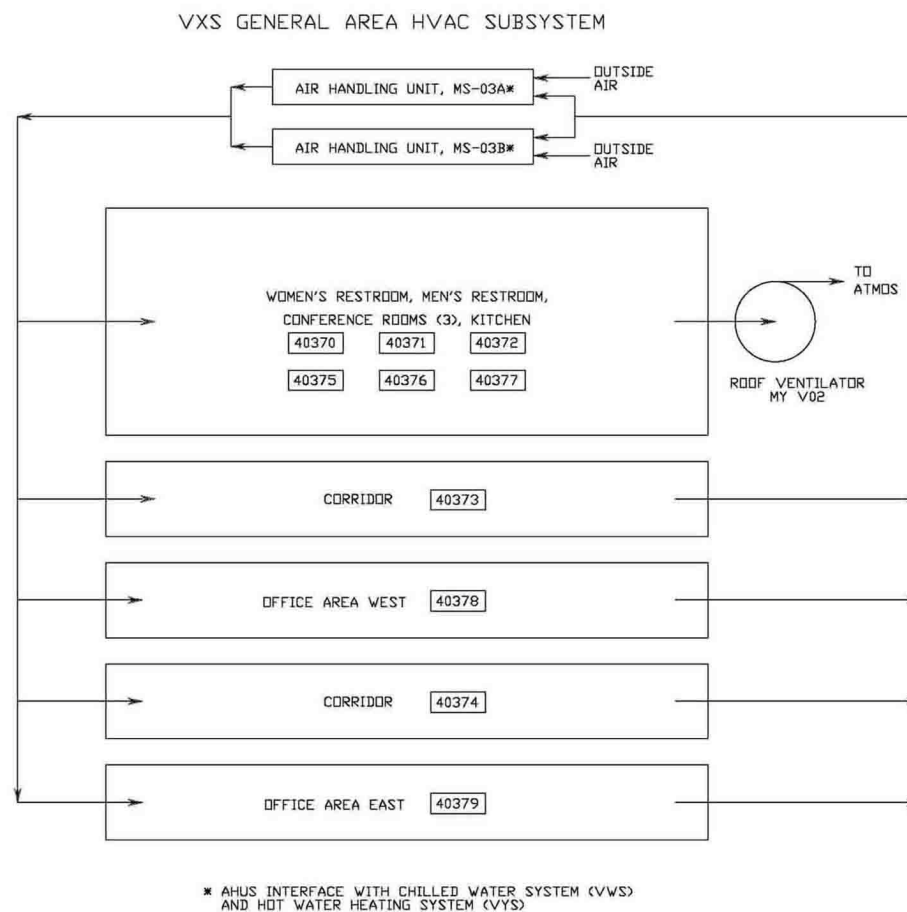 VXS GENERAL AREA HVAC SUBSYSTEM
AIR HANDLING UNIT, MS-03A*
OUTSIDE
AIR
AIR HANDLING UNIT, MS-03B*
OUTSIDE
AIR
WOMEN'S RESTROOM, MEN'S RESTROOM,
CONFERENCE ROOMS (3), KITCHEN
40370 40371 40372
40375 40376 40377
TO
ATMOS
ROOF VENTILATOR
MY V02
CORRIDOR 40373
OFFICE AREA WEST 40378
CORRIDOR 40374
OFFICE AREA EAST 40379
* AHUS INTERFACE WITH CHILLED WATER SYSTEM (VWS)
AND HOT WATER HEATING SYSTEM (VYS)